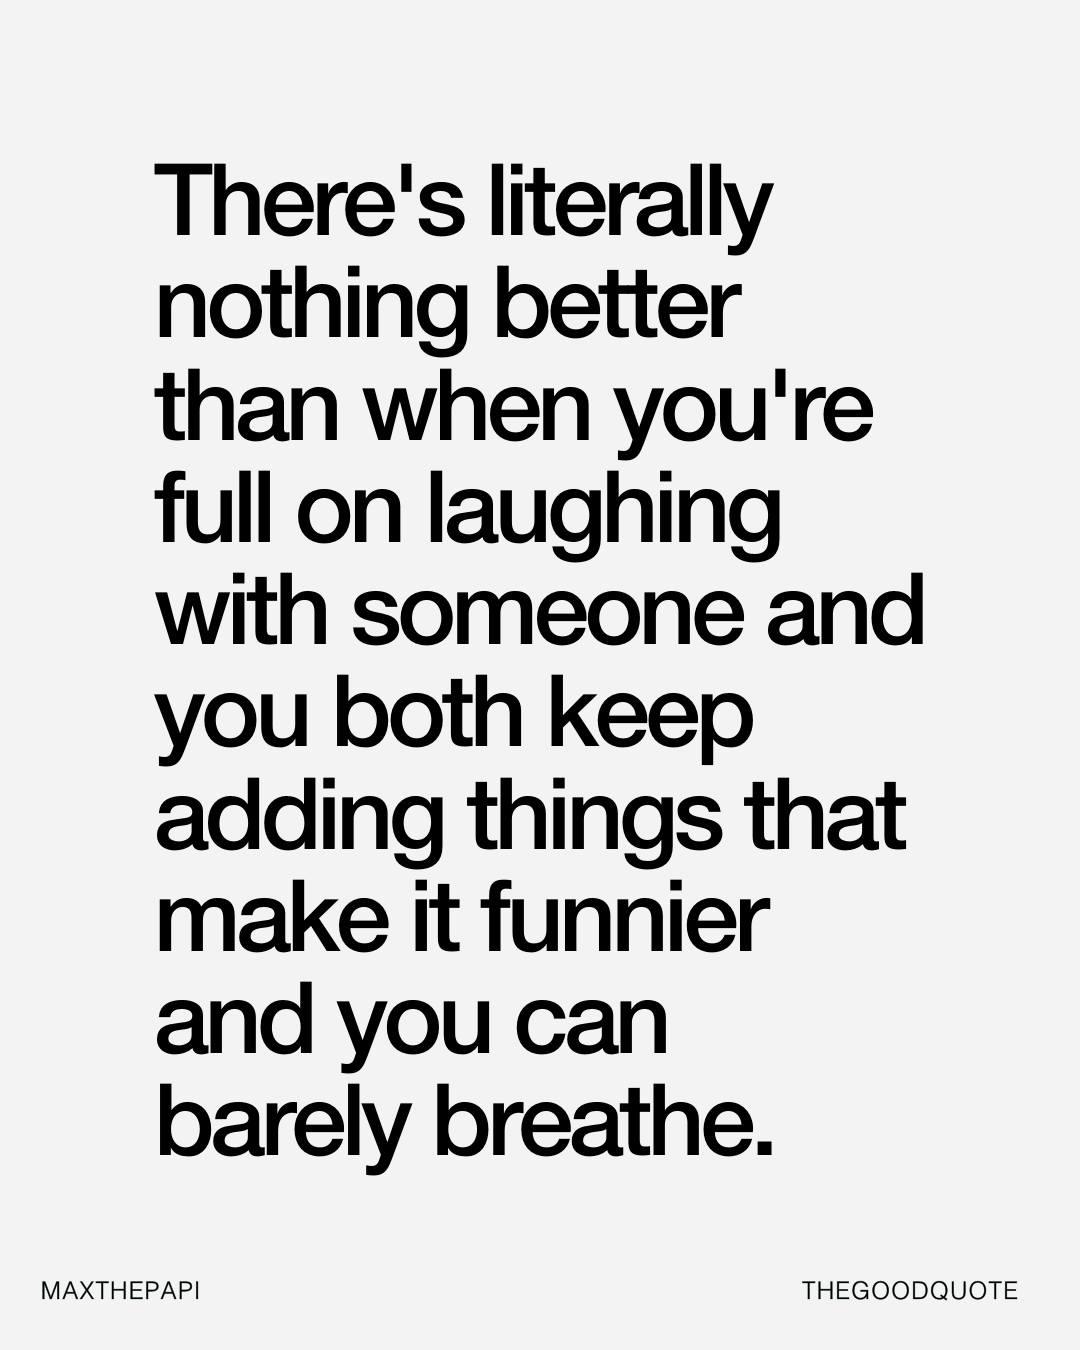 There's literally
nothing better
than when you're
full on laughing
with someone and
you both keep
adding things that
make it funnier
and you can
barely breathe.
MAXTHEPAPI
THEGOODQUOTE